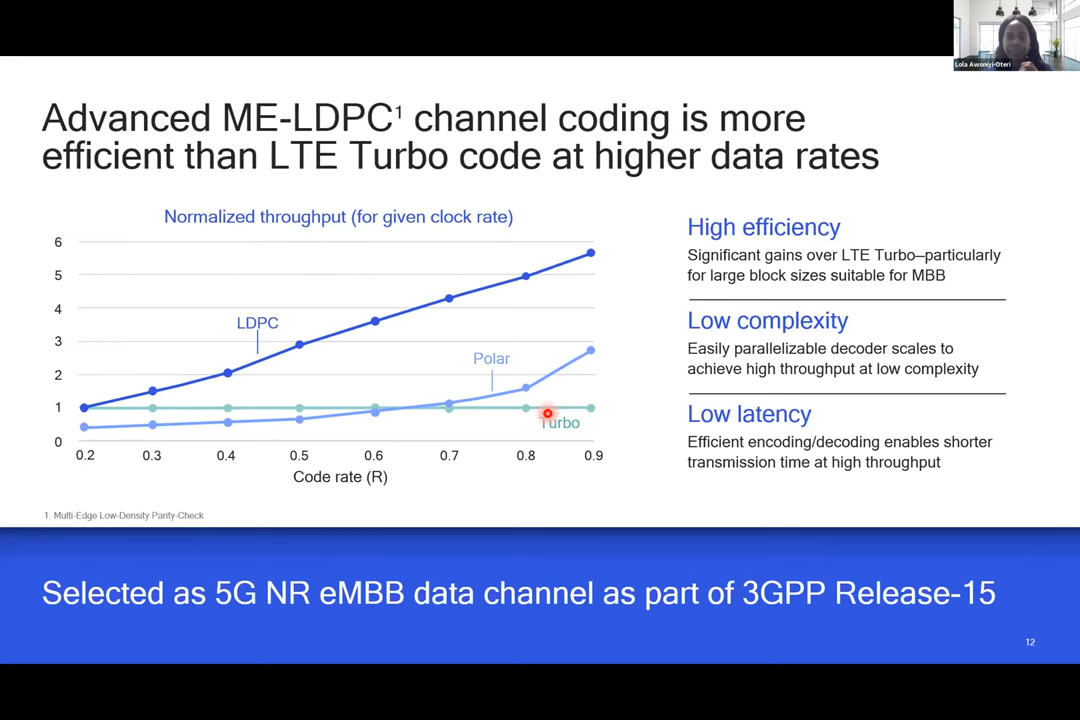 Lola Awoniyi-Oteri
Advanced ME-LDPC¹ channel coding is more
efficient than LTE Turbo code at higher data rates
Normalized throughput (for given clock rate)
6
5
4
3
2
1
0
LDPC
Polar
Turbo
0.2 0.3 0.4 0.5 0.6 0.7 0.8 0.9
Code rate (R)
High efficiency
Significant gains over LTE Turbo—particularly
for large block sizes suitable for MBB
Low complexity
Easily parallelizable decoder scales to
achieve high throughput at low complexity
Low latency
Efficient encoding/decoding enables shorter
transmission time at high throughput
1. Multi-Edge Low-Density Parity-Check
Selected as 5G NR eMBB data channel as part of 3GPP Release-15
12